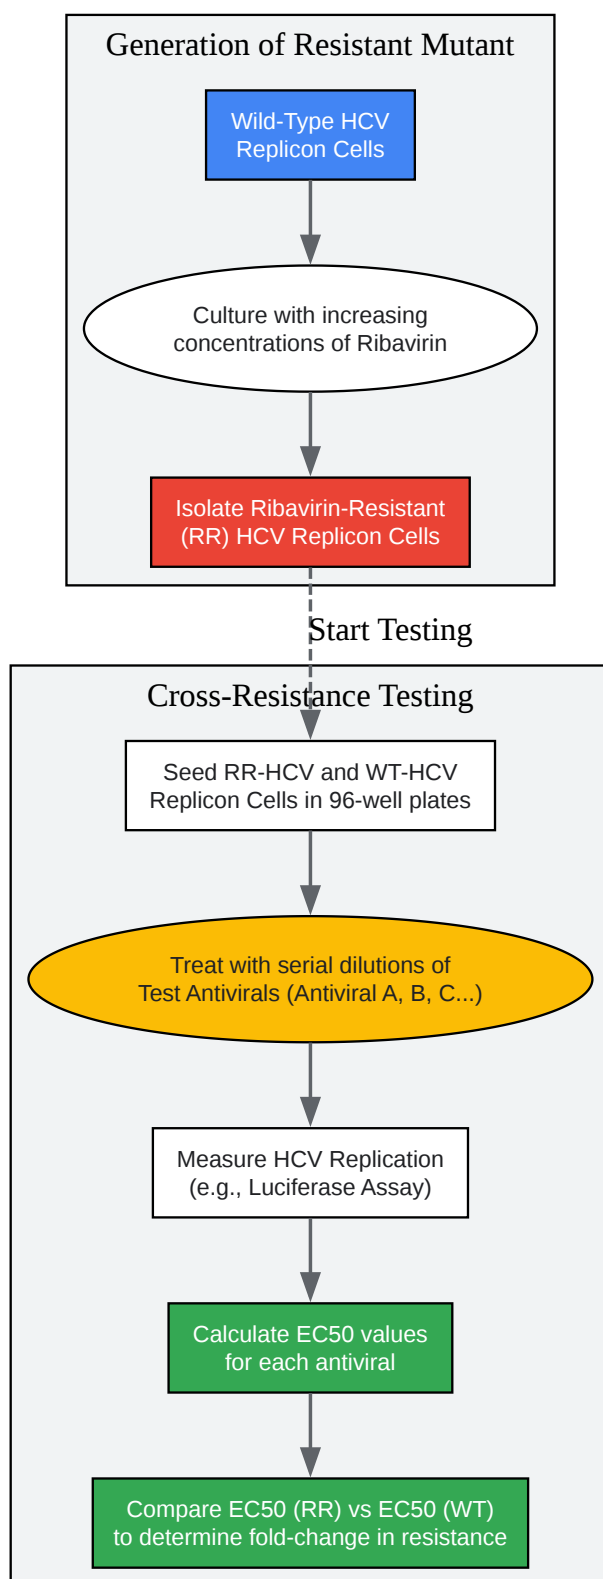 Generation of Resistant Mutant
Wild-Type HCV
Replicon Cells
Culture with increasing
concentrations of Ribavirin
Isolate Ribavirin-Resistant
(RR) HCV Replicon Cells
Start Testing
Cross-Resistance Testing
Seed RR-HCV and WT-HCV
Replicon Cells in 96-well plates
Treat with serial dilutions of
Test Antivirals (Antiviral A, B, C...)
Measure HCV Replication
(e.g., Luciferase Assay)
Calculate EC50 values
for each antiviral
Compare EC50 (RR) vs EC50 (WT)
to determine fold-change in resistance